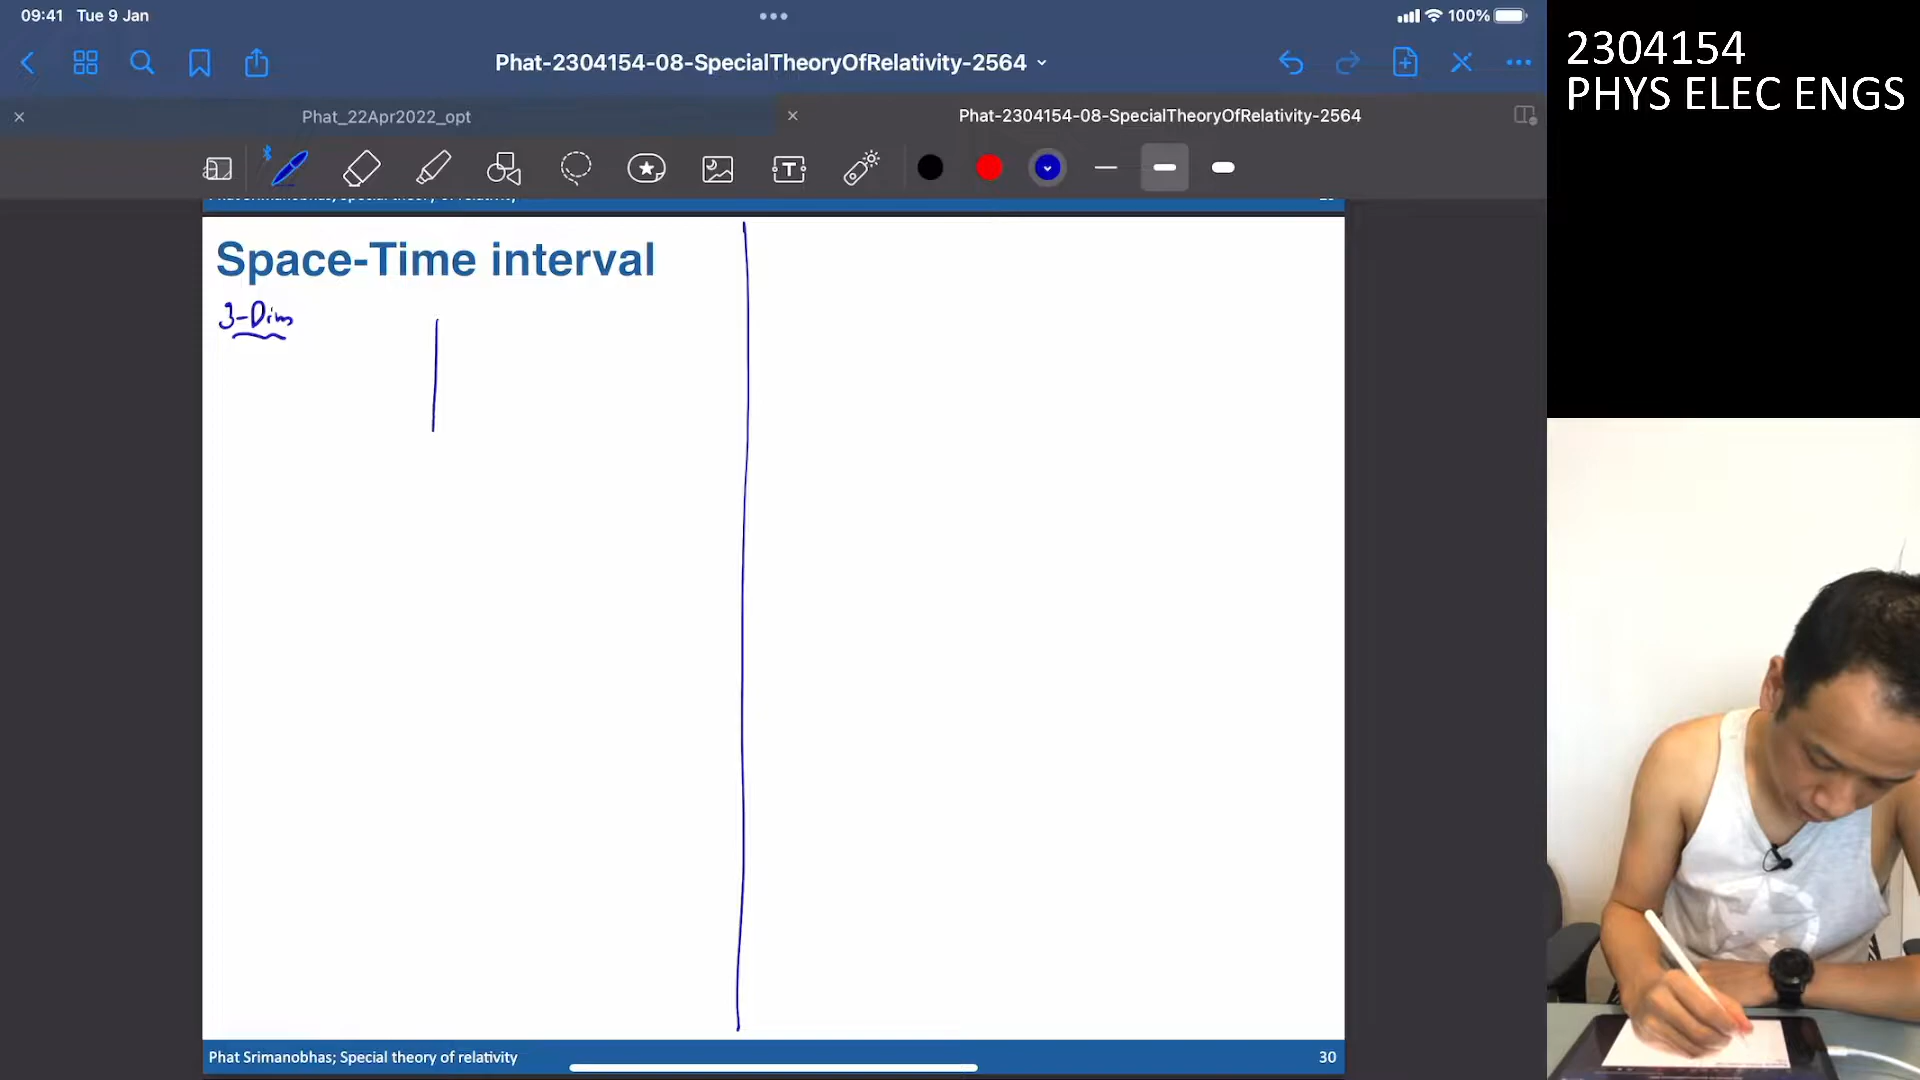 09:41 Tue 9 Jan
100%
Phat-2304154-08-SpecialTheoryOfRelativity-2564
Phat_22Apr2022_opt
Phat-2304154-08-SpecialTheoryOfRelativity-2564
T
2304154
PHYS ELEC ENGS
Space-Time interval
3-Dim
Phat Srimanobhas; Special theory of relativity
30